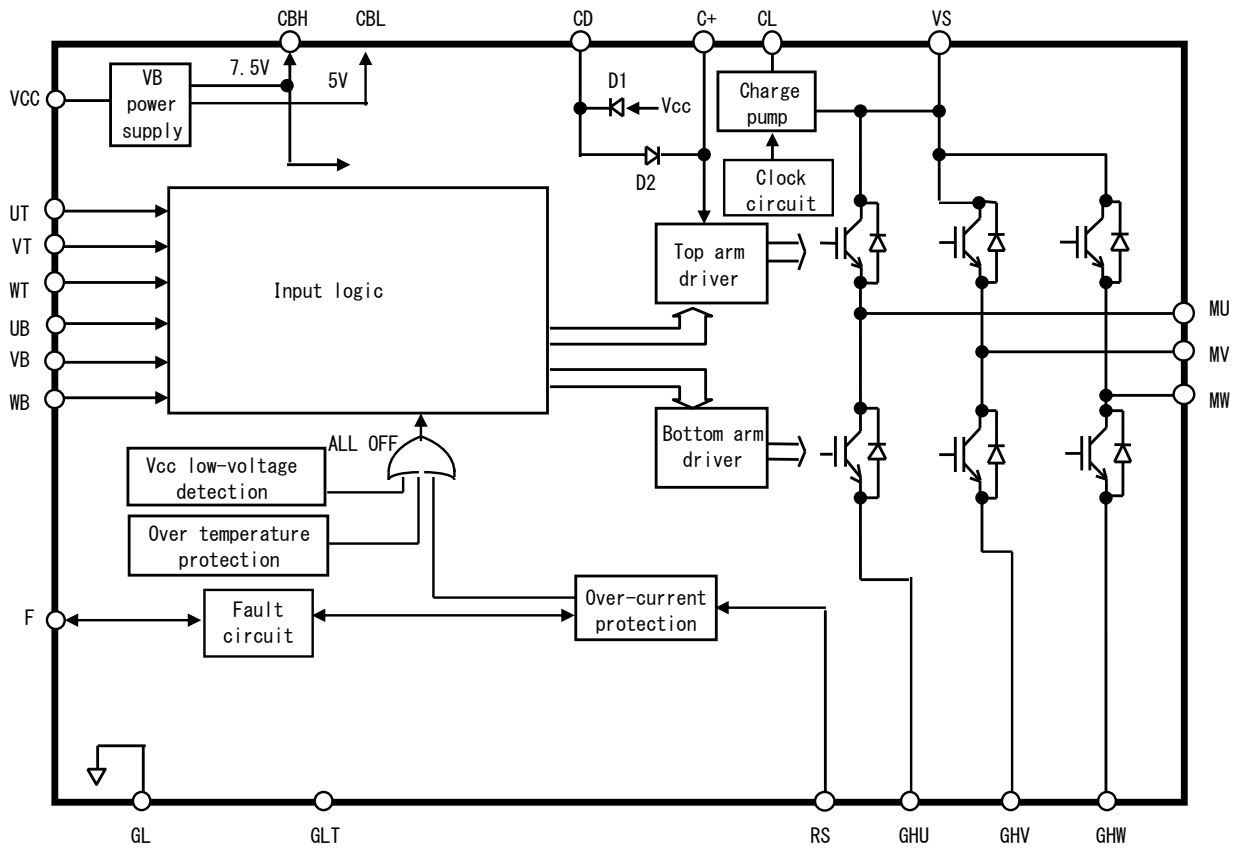 CBH
CBL
CD
C+
CL
VS
VCC
VB
power
supply
7.5V
5V
D1
Vcc
D2
Charge
pump
Clock
circuit
UT
VT
WT
UB
VB
WB
Input logic
Top arm
driver
Bottom arm
driver
MU
MV
MW
ALL OFF
Vcc low-voltage
detection
Over temperature
protection
F
Fault
circuit
Over-current
protection
GL
GLT
RS
GHU
GHV
GHW